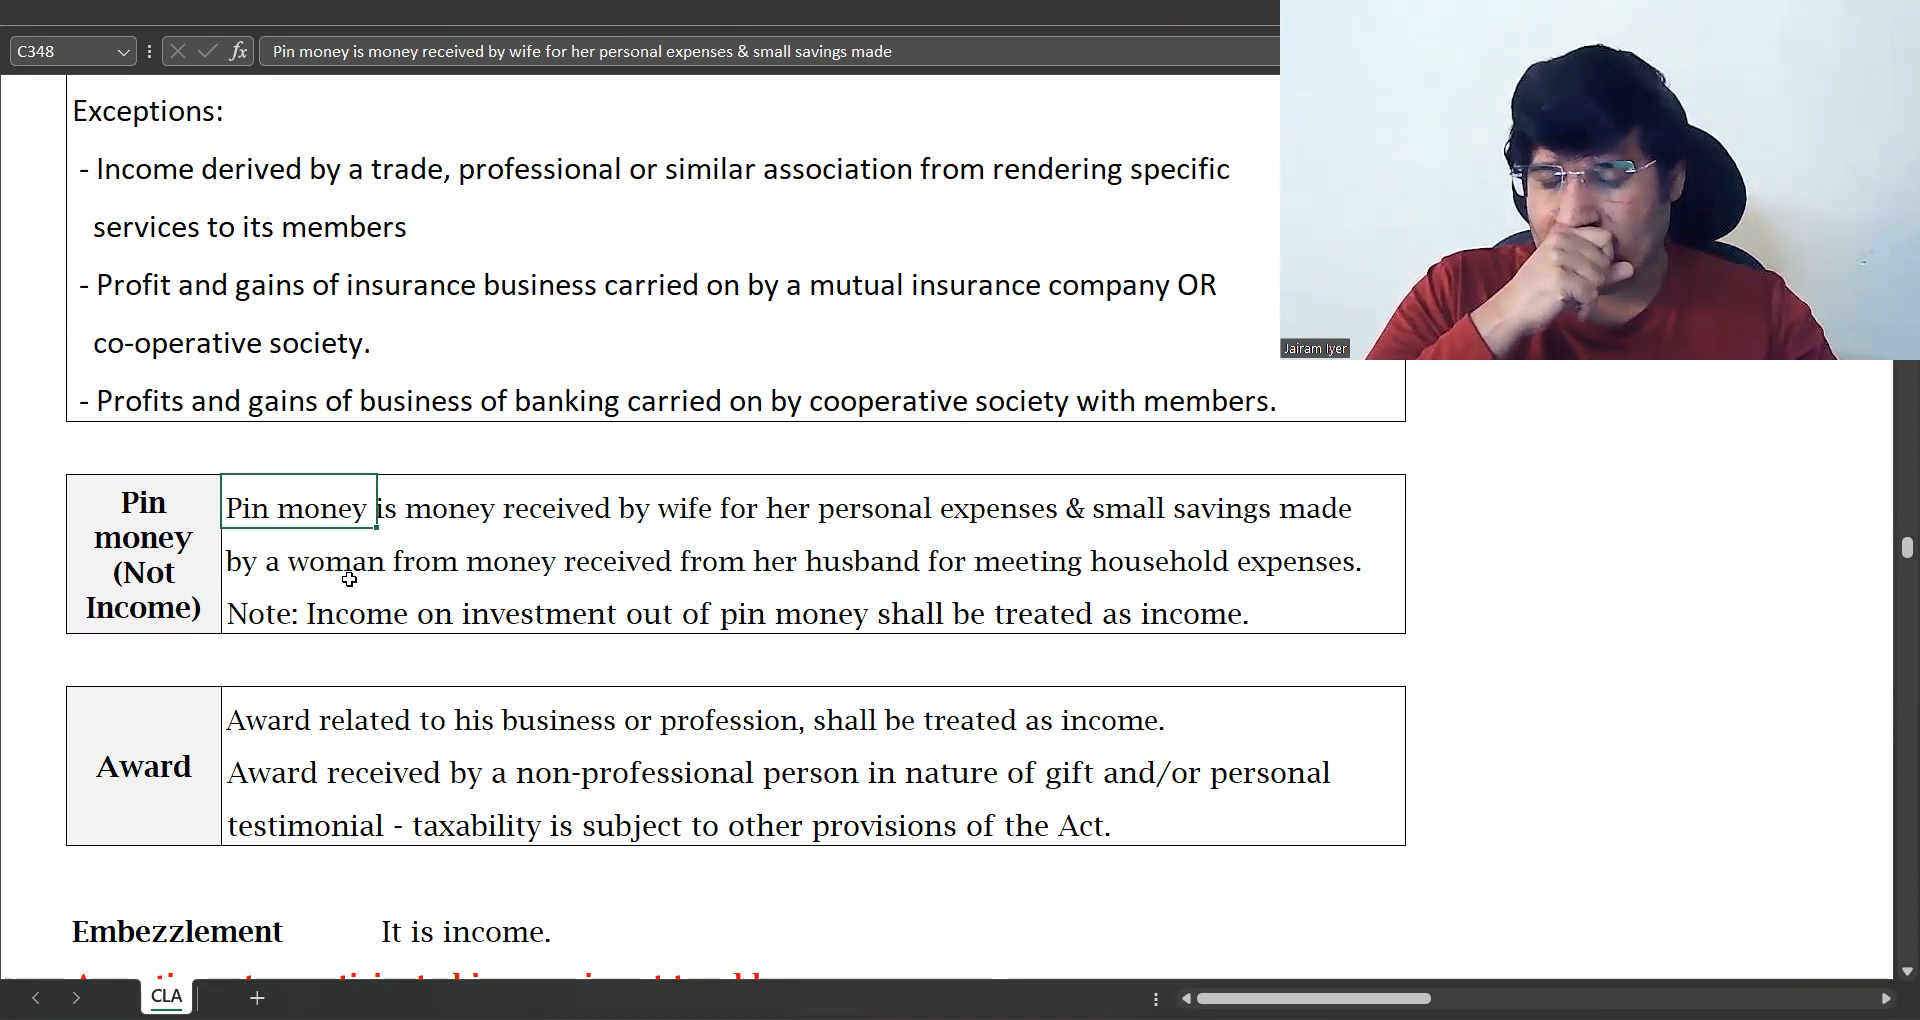 C348
fx
Pin money is money received by wife for her personal expenses & small savings made
Exceptions:
- Income derived by a trade, professional or similar association from rendering specific
services to its members
- Profit and gains of insurance business carried on by a mutual insurance company OR
co-operative society.
- Profits and gains of business of banking carried on by cooperative society with members.
Jairam Iyer
Pin
money
(Not
Income)
Pin money is money received by wife for her personal expenses & small savings made
by a woman from money received from her husband for meeting household expenses.
Note: Income on investment out of pin money shall be treated as income.
Award
Award related to his business or profession, shall be treated as income.
Award received by a non-professional person in nature of gift and/or personal
testimonial - taxability is subject to other provisions of the Act.
Embezzlement It is income.
CLA